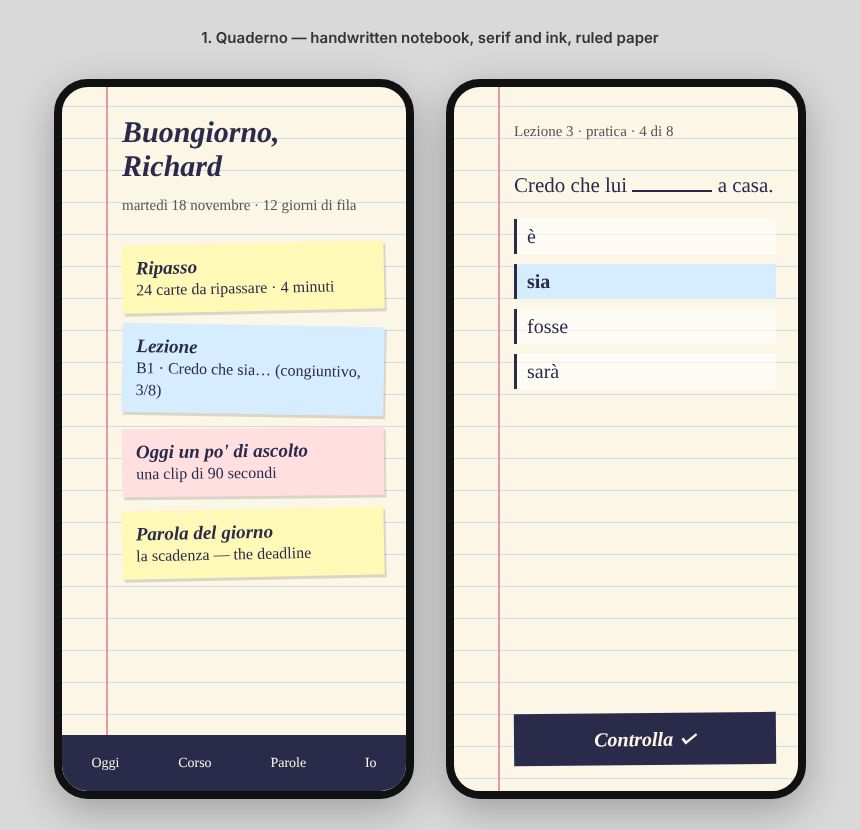 1. Quaderno — handwritten notebook, serif and ink, ruled paper
Buongiorno,
Richard
martedì 18 novembre · 12 giorni di fila
Ripasso
24 carte da ripassare · 4 minuti
Lezione
B1 · Credo che sia… (congiuntivo,
3/8)
Oggi un po' di ascolto
una clip di 90 secondi
Parola del giorno
la scadenza — the deadline
Oggi Corso Parole Io
Lezione 3 · pratica · 4 di 8
Credo che lui ________ a casa.
è
sia
fosse
sarà
Controlla ✓